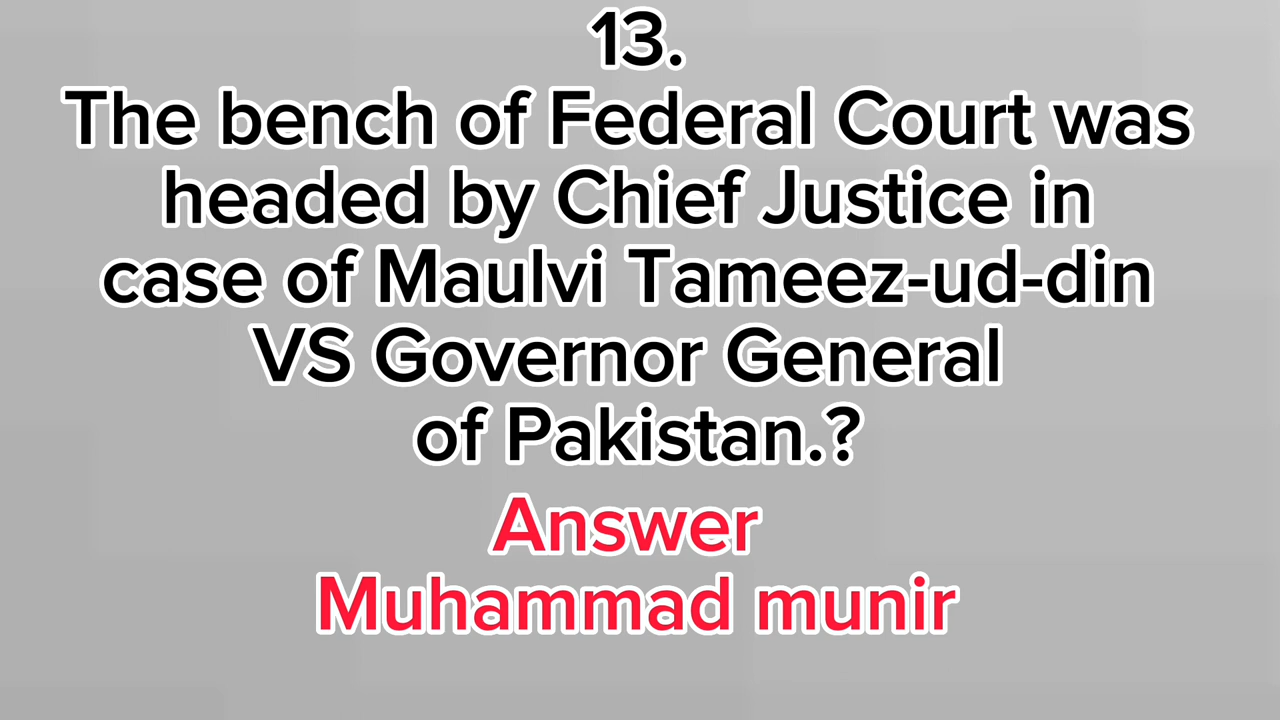 13.
The bench of Federal Court was
headed by Chief Justice in
case of Maulvi Tameez-ud-din
VS Governor General
of Pakistan.?
Answer
Muhammad munir